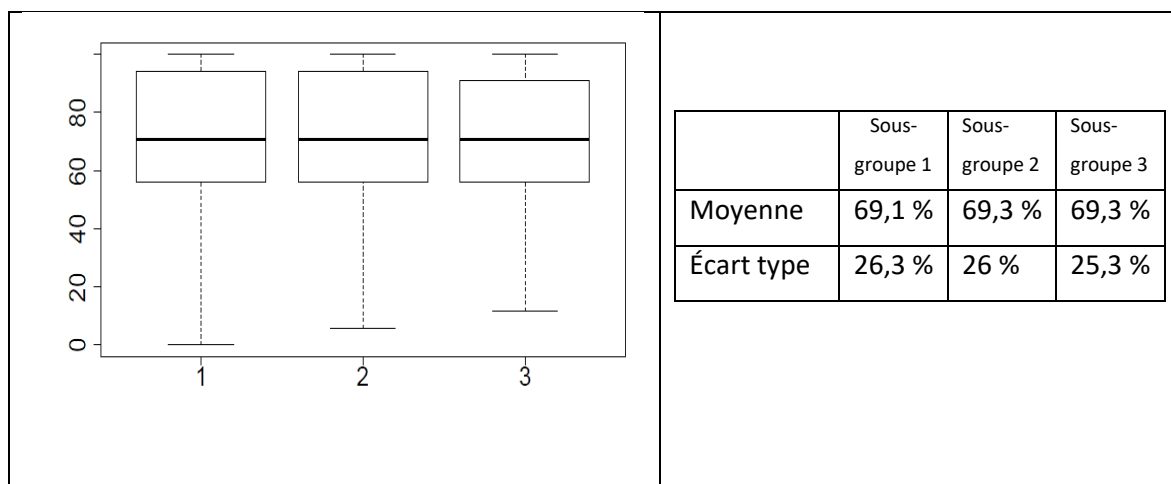 80
60
40
20
0
1 2 3
Sous-groupe 1 Sous-groupe 2 Sous-groupe 3
Moyenne 69,1 % 69,3 % 69,3 %
Écart type 26,3 % 26 % 25,3 %